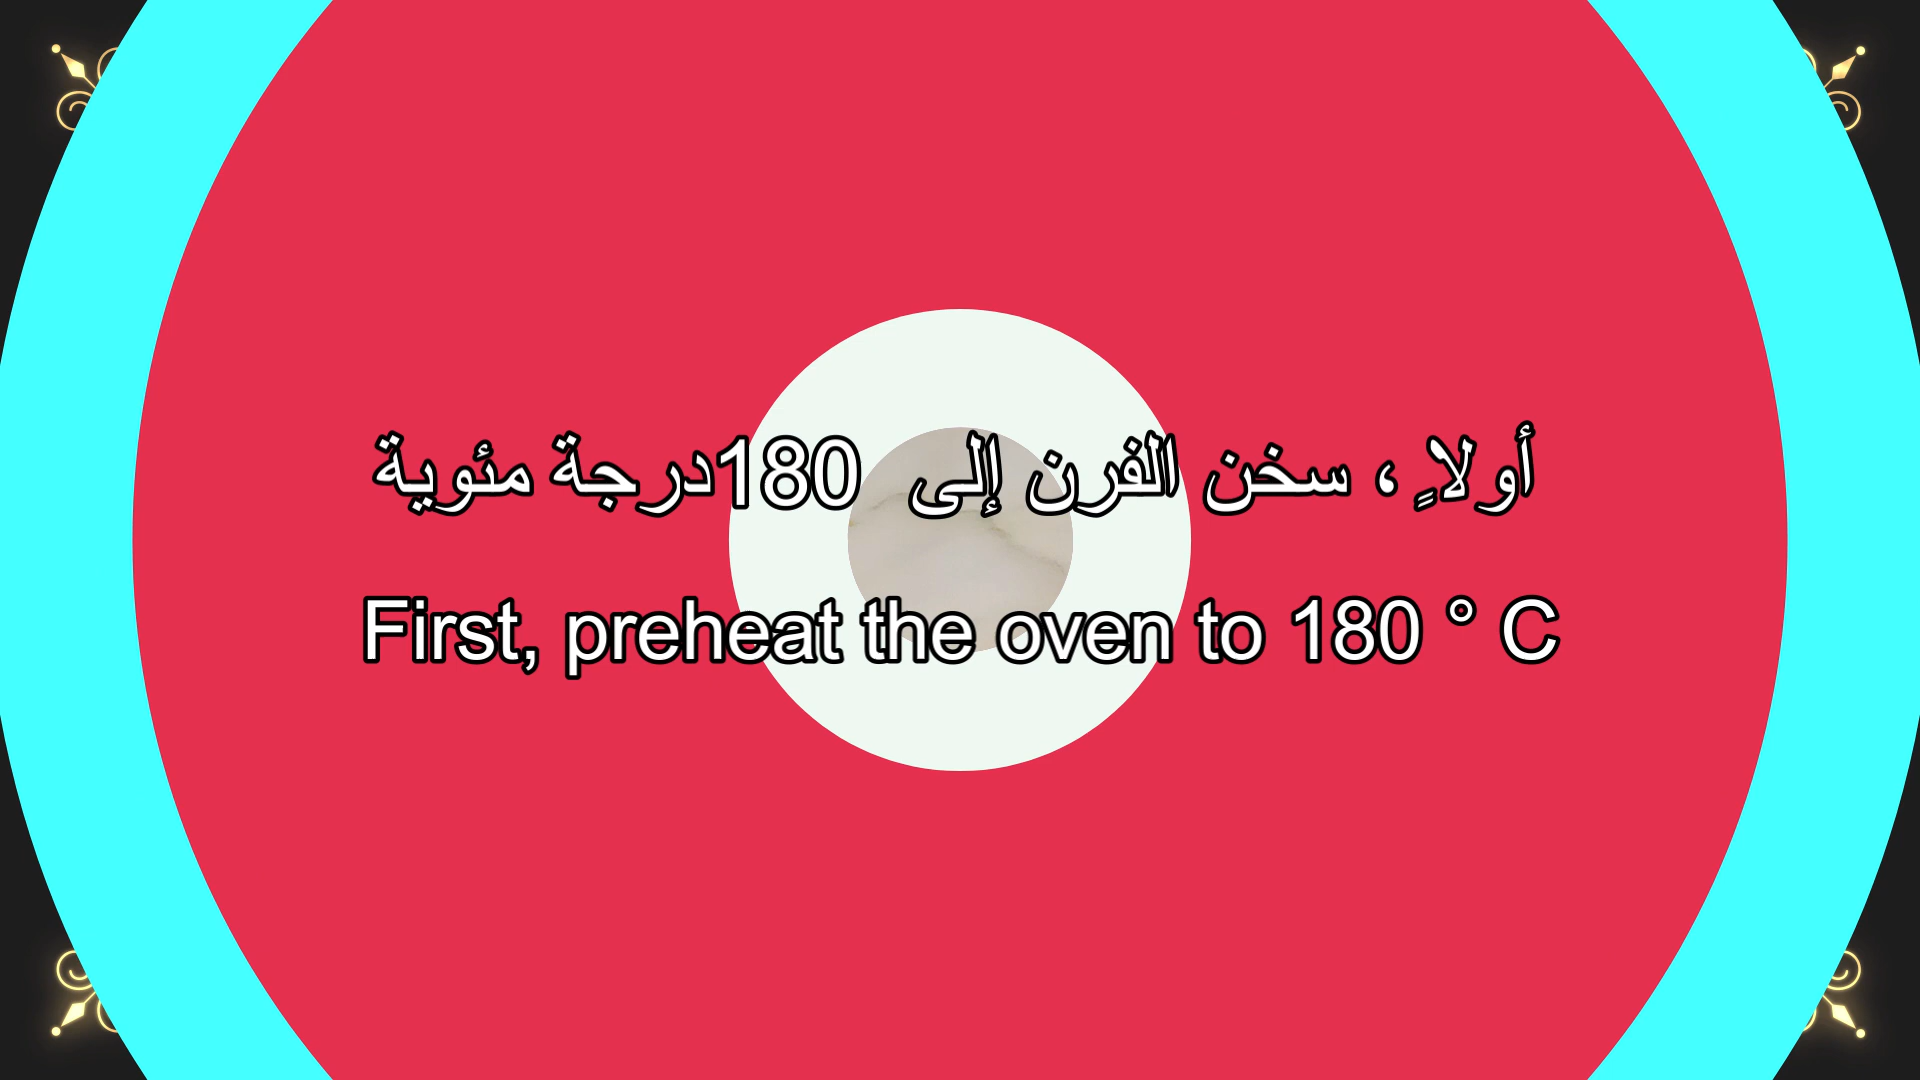 أولاٍ ، سخن الفرن إلى  180درجة مئوية
First, preheat the oven to 180 ° C